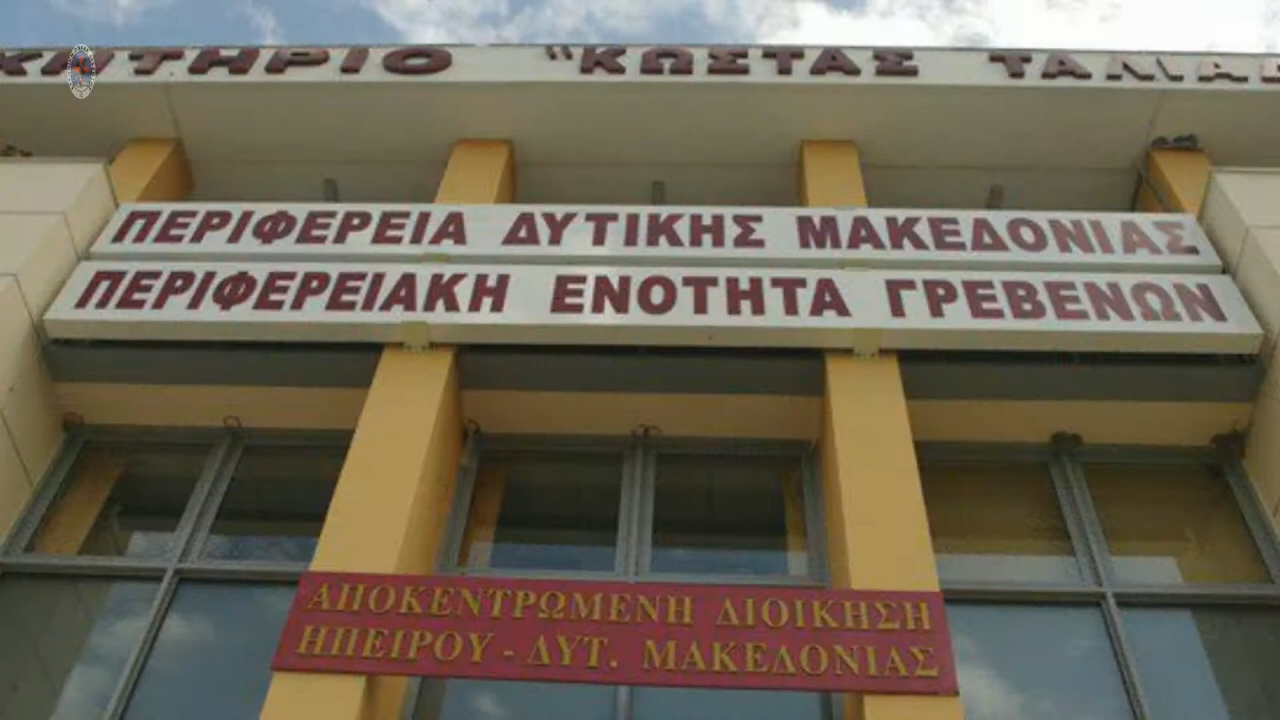 "ΚΩΣΤΑΣ
ΠΕΡΙΦΕΡΕΙΑ ΔΥΤΙΚΗΣ ΜΑΚΕΔΟΝΙΑΣ
ΠΕΡΙΦΕΡΕΙΑΚΗ ΕΝΟΤΗΤΑ ΓΡΕΒΕΝΩΝ
ΑΠΟΚΕΝΤΡΩΜΕΝΗ ΔΙΟΙΚΗΣΗ
ΗΠΕΙΡΟΥ - ΔΥΤ. ΜΑΚΕΔΟΝΙΑΣ